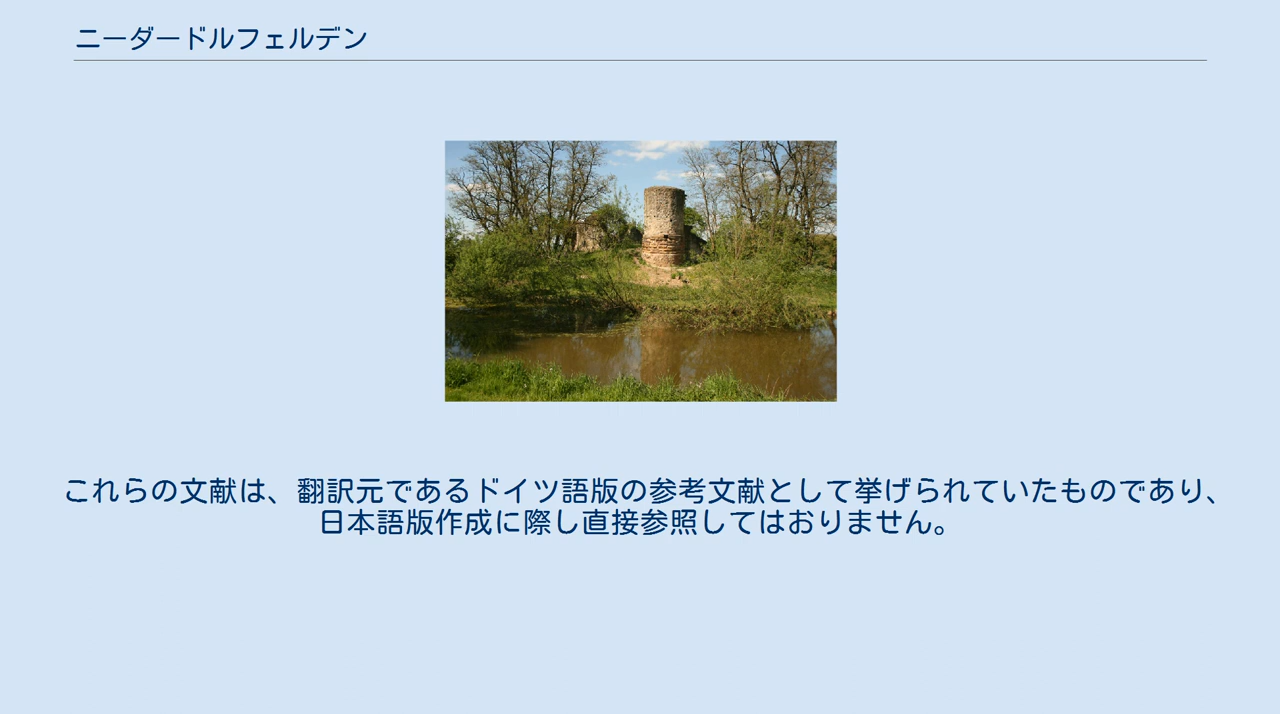 ニーダードルフェルデン
これらの文献は、翻訳元であるドイツ語版の参考文献として挙げられていたものであり、
日本語版作成に際し直接参照してはおりません。